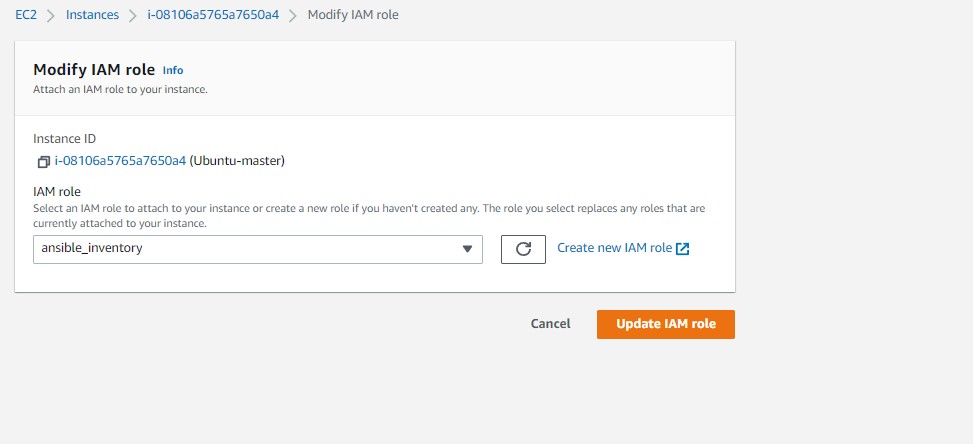 EC2 > Instances > i-08106a5765a7650a4 > Modify IAM role
Modify IAM role Info
Attach an IAM role to your instance.
Instance ID
i-08106a5765a7650a4 (Ubuntu-master)
IAM role
Select an IAM role to attach to your instance or create a new role if you haven't created any. The role you select replaces any roles that are
currently attached to your instance.
ansible_inventory
Create new IAM role
Cancel Update IAM role